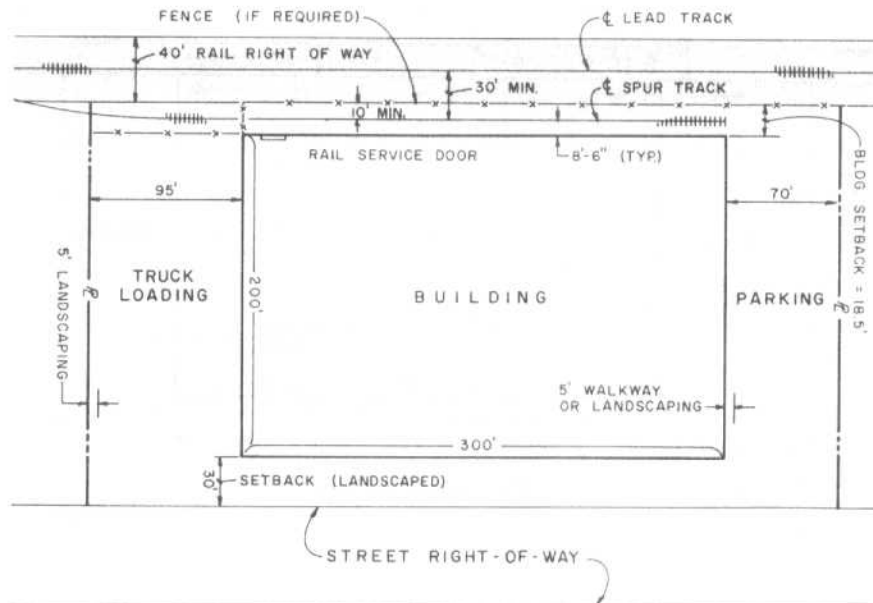 FENCE (IF REQUIRED)
℄ LEAD TRACK
40' RAIL RIGHT OF WAY
30' MIN.
℄ SPUR TRACK
10' MIN.
RAIL SERVICE DOOR
8'-6" (TYP.)
95'
70'
BLDG SETBACK = 18.5'
5' LANDSCAPING
TRUCK
LOADING
℄
200'
BUILDING
PARKING
℄
5' WALKWAY
OR LANDSCAPING
300'
30'
SETBACK (LANDSCAPED)
STREET RIGHT-OF-WAY